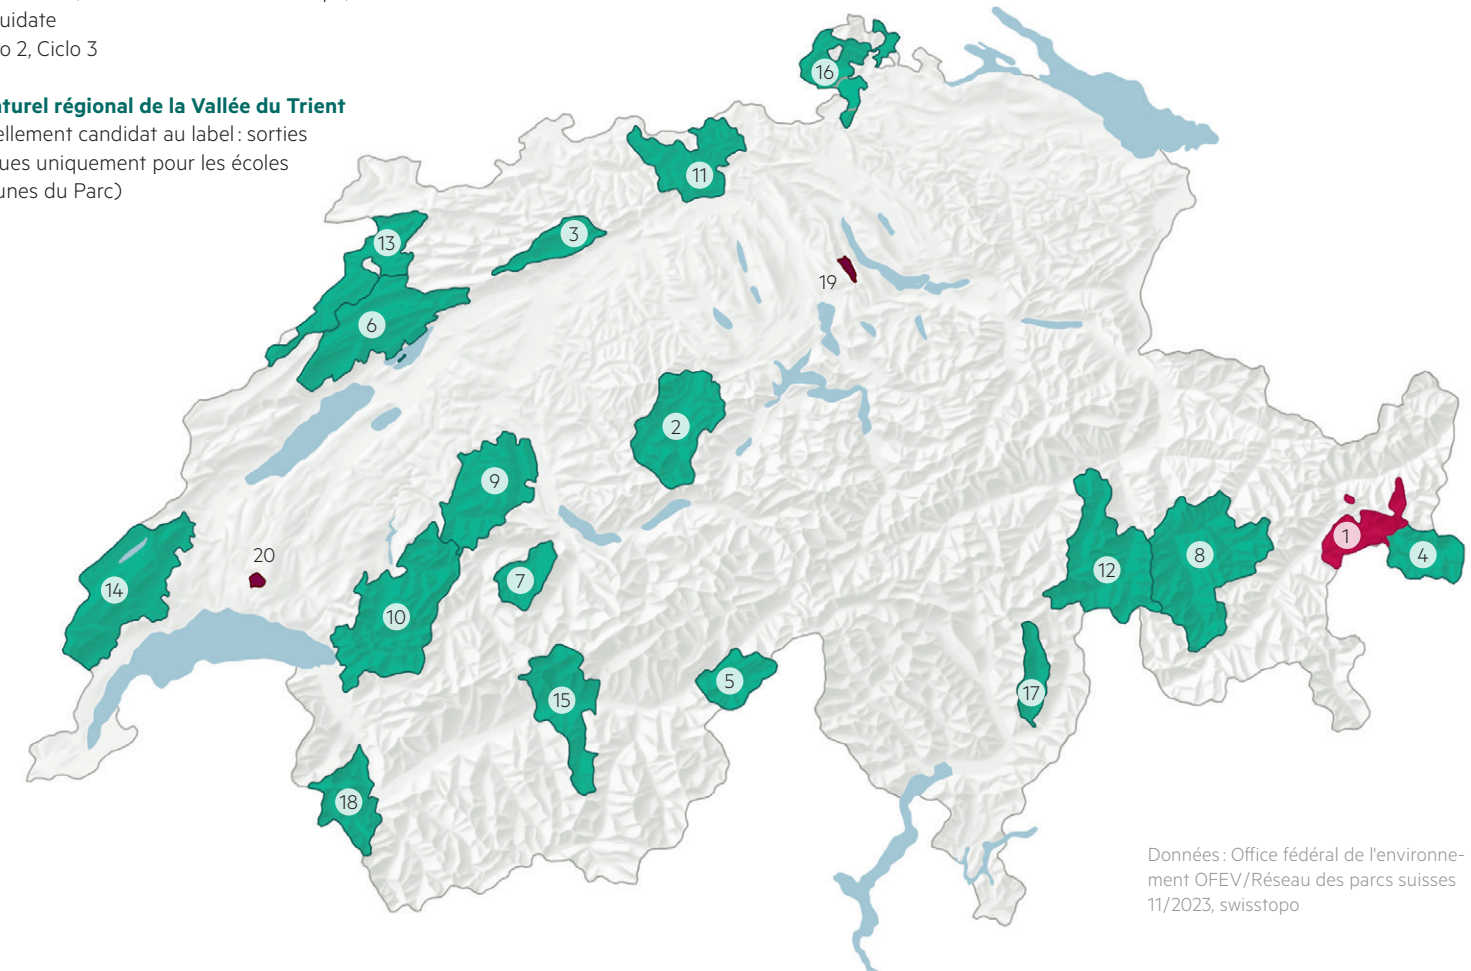 uidate
o 2, Ciclo 3
aturel régional de la Vallée du Trient
ellement candidat au label : sorties
ues uniquement pour les écoles
unes du Parc)
16
11
13
3
19
6
2
9
1
4
20
14
7
12
8
10
5
15
17
18
Données : Office fédéral de l'environne-
ment OFEV/Réseau des parcs suisses
11/2023, swisstopo